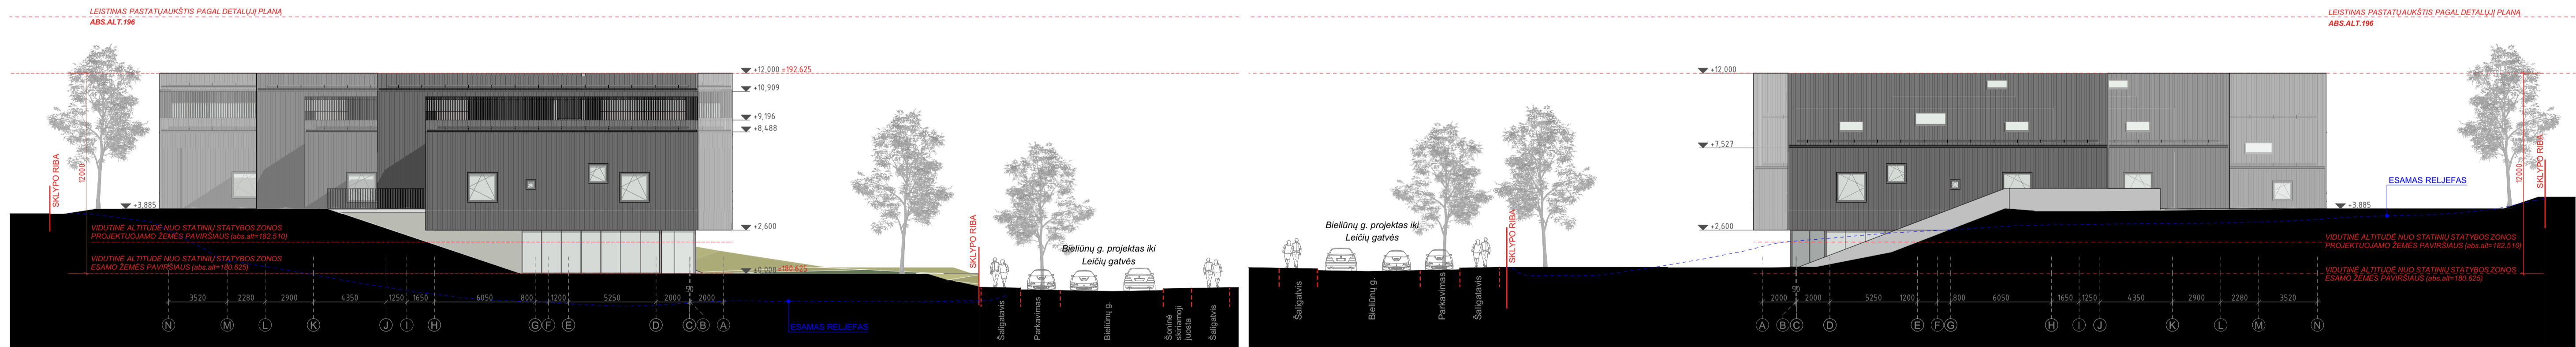 LEISTINAS PASTATŲ AUKŠTIS PAGAL DETALŲJĮ PLANĄ
ABS.ALT.196
+12,000 =192,625
+10,909
+9,196
+8,488
SKLYPO RIBA
12000
+3.885
+2,600
VIDUTINĖ ALTITUDĖ NUO STATINIŲ STATYBOS ZONOS
PROJEKTUOJAMO ŽEMĖS PAVIRŠIAUS (abs.alt=182.510)
VIDUTINĖ ALTITUDĖ NUO STATINIŲ STATYBOS ZONOS
ESAMO ŽEMĖS PAVIRŠIAUS (abs.alt=180.625)
±0,000=180,625
SKLYPO RIBA
Bieliūnų g. projektas iki
Leičių gatvės
3520 2280 2900 4350 1250 1650 6050 800 1200 5250 2000 50 2000
N M L K J I H G F E D C B A
ESAMAS RELJEFAS
Šaligatavis
Parkavimas
Bieliūnų g.
Šoninė
skiriamoji
juosta
Šaligatvis
LEISTINAS PASTATŲ AUKŠTIS PAGAL DETALŲJĮ PLANĄ
ABS.ALT.196
+12,000
+7,527
+2,600
SKLYPO RIBA
12000
ESAMAS RELJEFAS
+3.885
Bieliūnų g. projektas iki
Leičių gatvės
SKLYPO RIBA
VIDUTINĖ ALTITUDĖ NUO STATINIŲ STATYBOS ZONOS
PROJEKTUOJAMO ŽEMĖS PAVIRŠIAUS (abs.alt=182.510)
VIDUTINĖ ALTITUDĖ NUO STATINIŲ STATYBOS ZONOS
ESAMO ŽEMĖS PAVIRŠIAUS (abs.alt=180.625)
Šaligatvis
Bieliūnų g.
Parkavimas
Šaligatvis
2000 50 2000 5250 1200 800 6050 1650 1250 4350 2900 2280 3520
A B C D E F G H I J K L M N